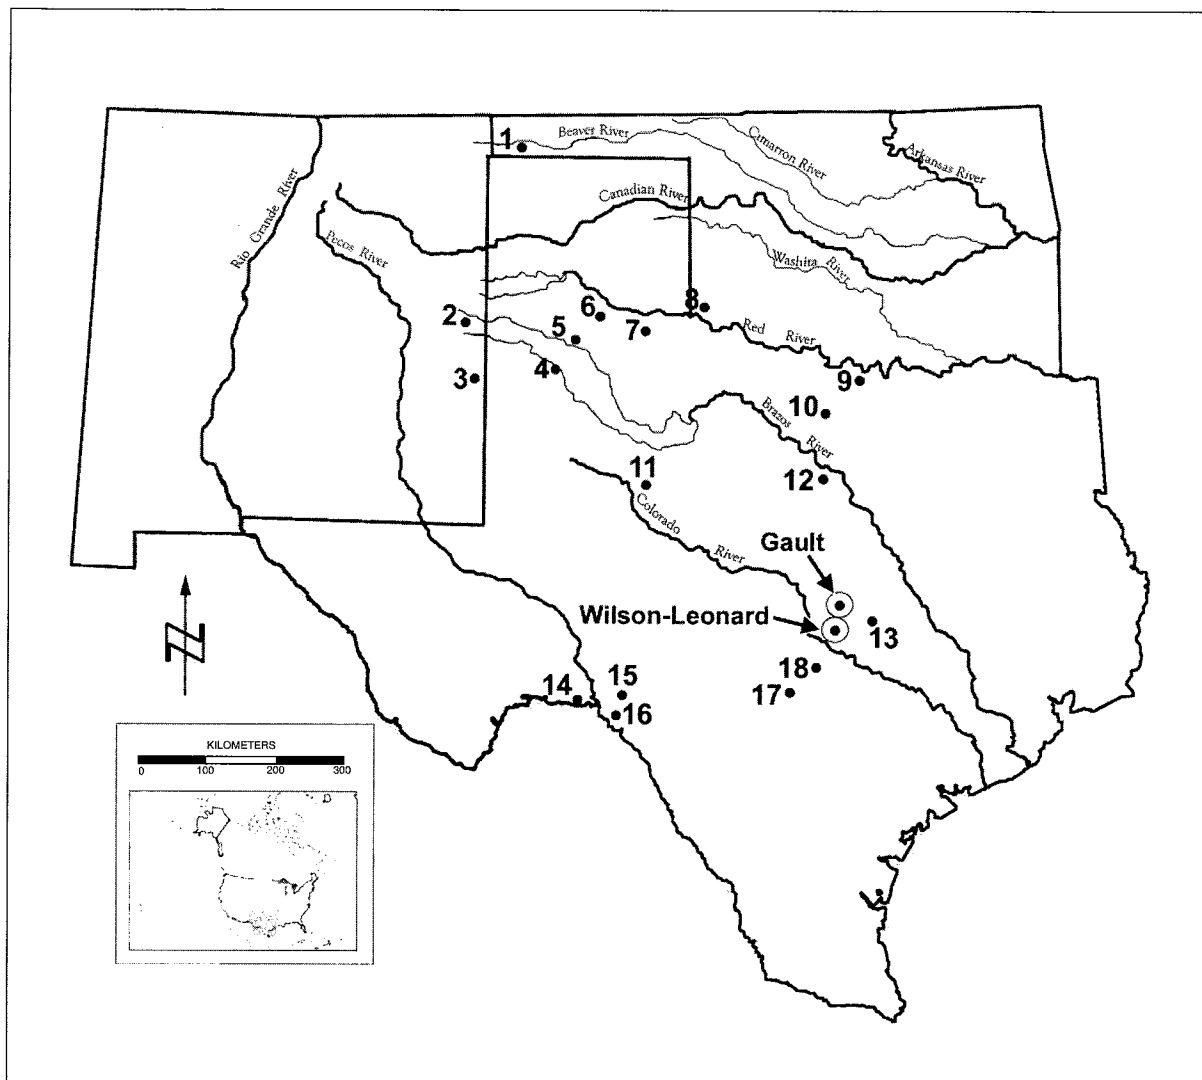 1
Beaver River
Cimarron River
Arkansas River
Rio Grande River
Canadian River
Pecos River
Washita River
2
6
8
5
7
Red River
3
4
9
10
Brazos River
11
12
Colorado River
Gault
Wilson-Leonard
13
18
17
14
15
16
N
KILOMETERS
0 100 200 300